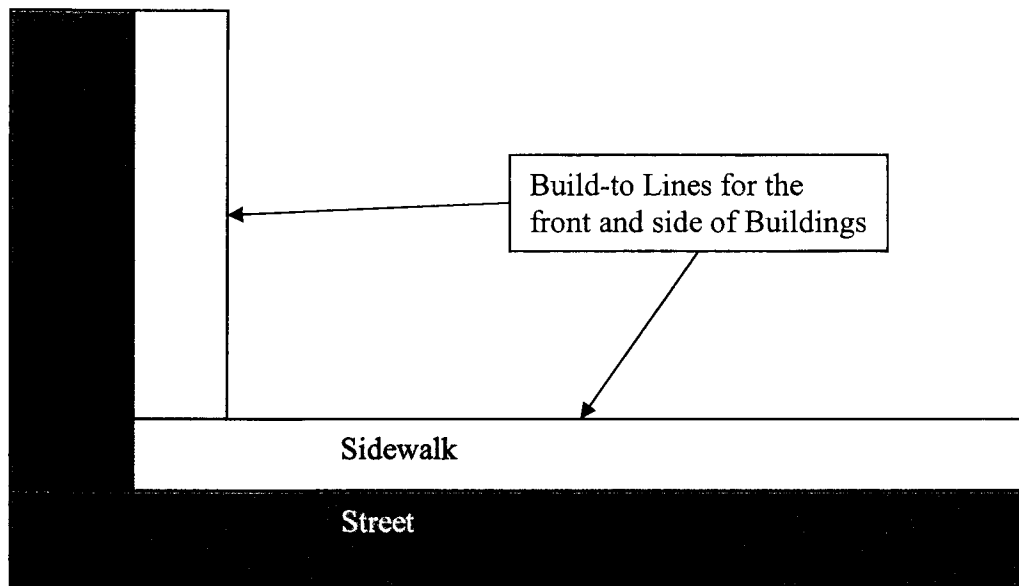 Build-to Lines for the
front and side of Buildings
Sidewalk
Street